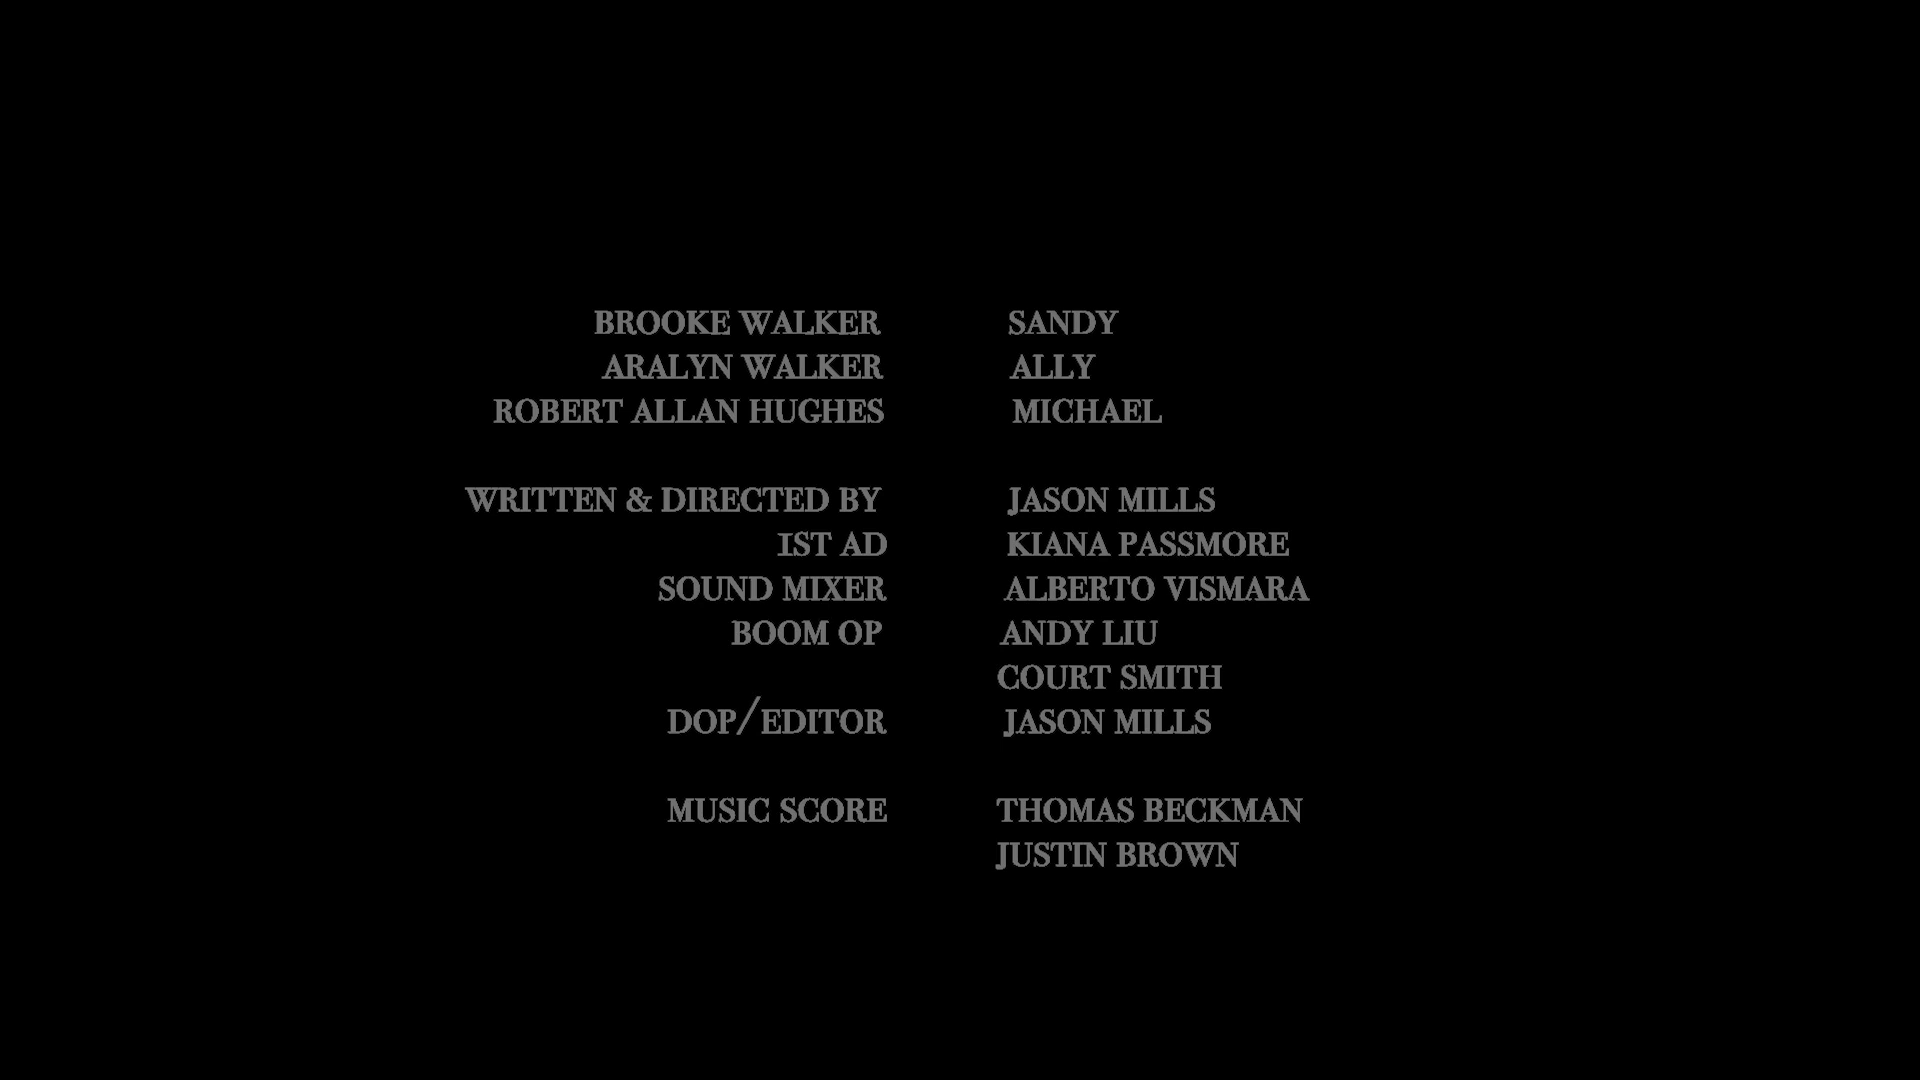 BROOKE WALKER SANDY
ARALYN WALKER ALLY
ROBERT ALLAN HUGHES MICHAEL
WRITTEN & DIRECTED BY JASON MILLS
1ST AD KIANA PASSMORE
SOUND MIXER ALBERTO VISMARA
BOOM OP ANDY LIU
COURT SMITH
DOP/EDITOR JASON MILLS
MUSIC SCORE THOMAS BECKMAN
JUSTIN BROWN